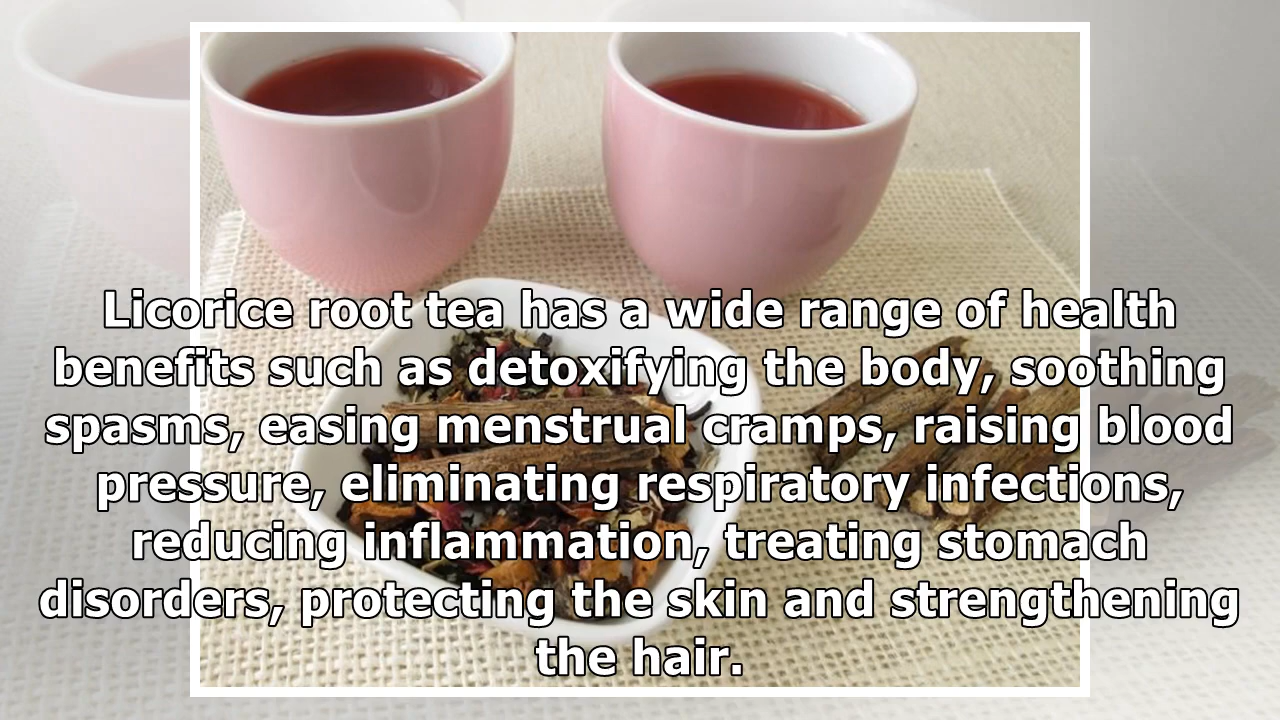 Licorice root tea has a wide range of health
benefits such as detoxifying the body, soothing
spasms, easing menstrual cramps, raising blood
pressure, eliminating respiratory infections,
reducing inflammation, treating stomach
disorders, protecting the skin and strengthening
the hair.